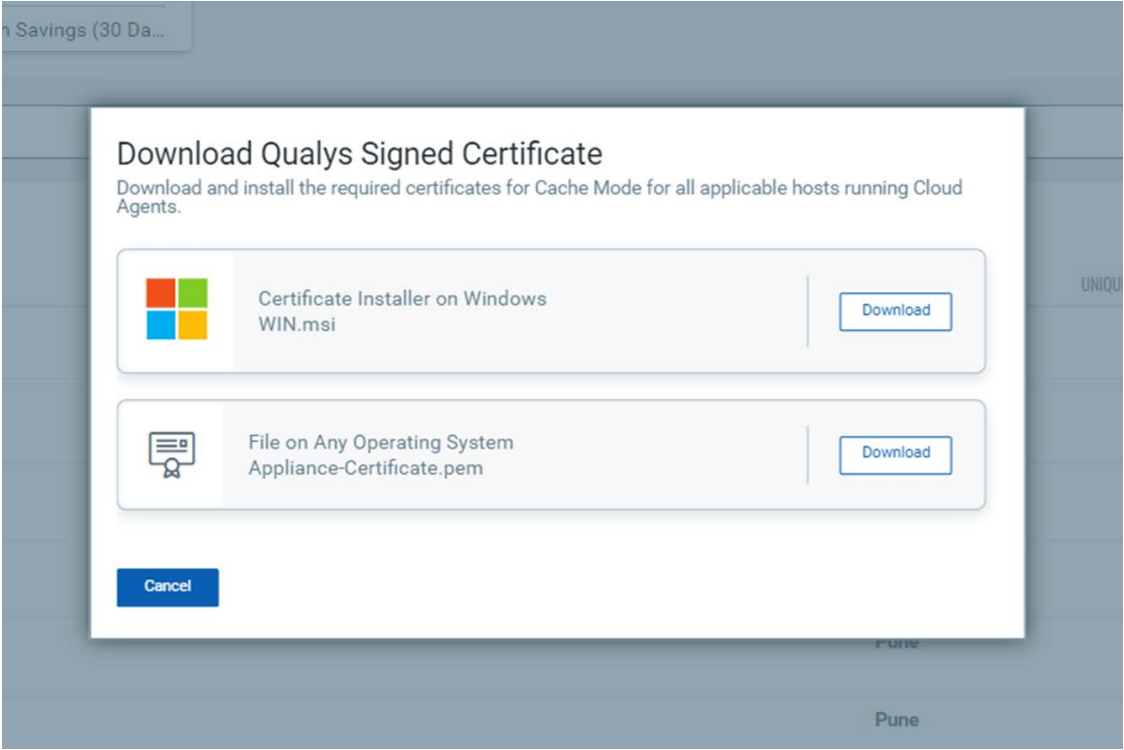 n Savings (30 Da...
Download Qualys Signed Certificate
Download and install the required certificates for Cache Mode for all applicable hosts running Cloud
Agents.
Certificate Installer on Windows
WIN.msi
Download
File on Any Operating System
Appliance-Certificate.pem
Download
Cancel
UNIQU
Pune
Pune